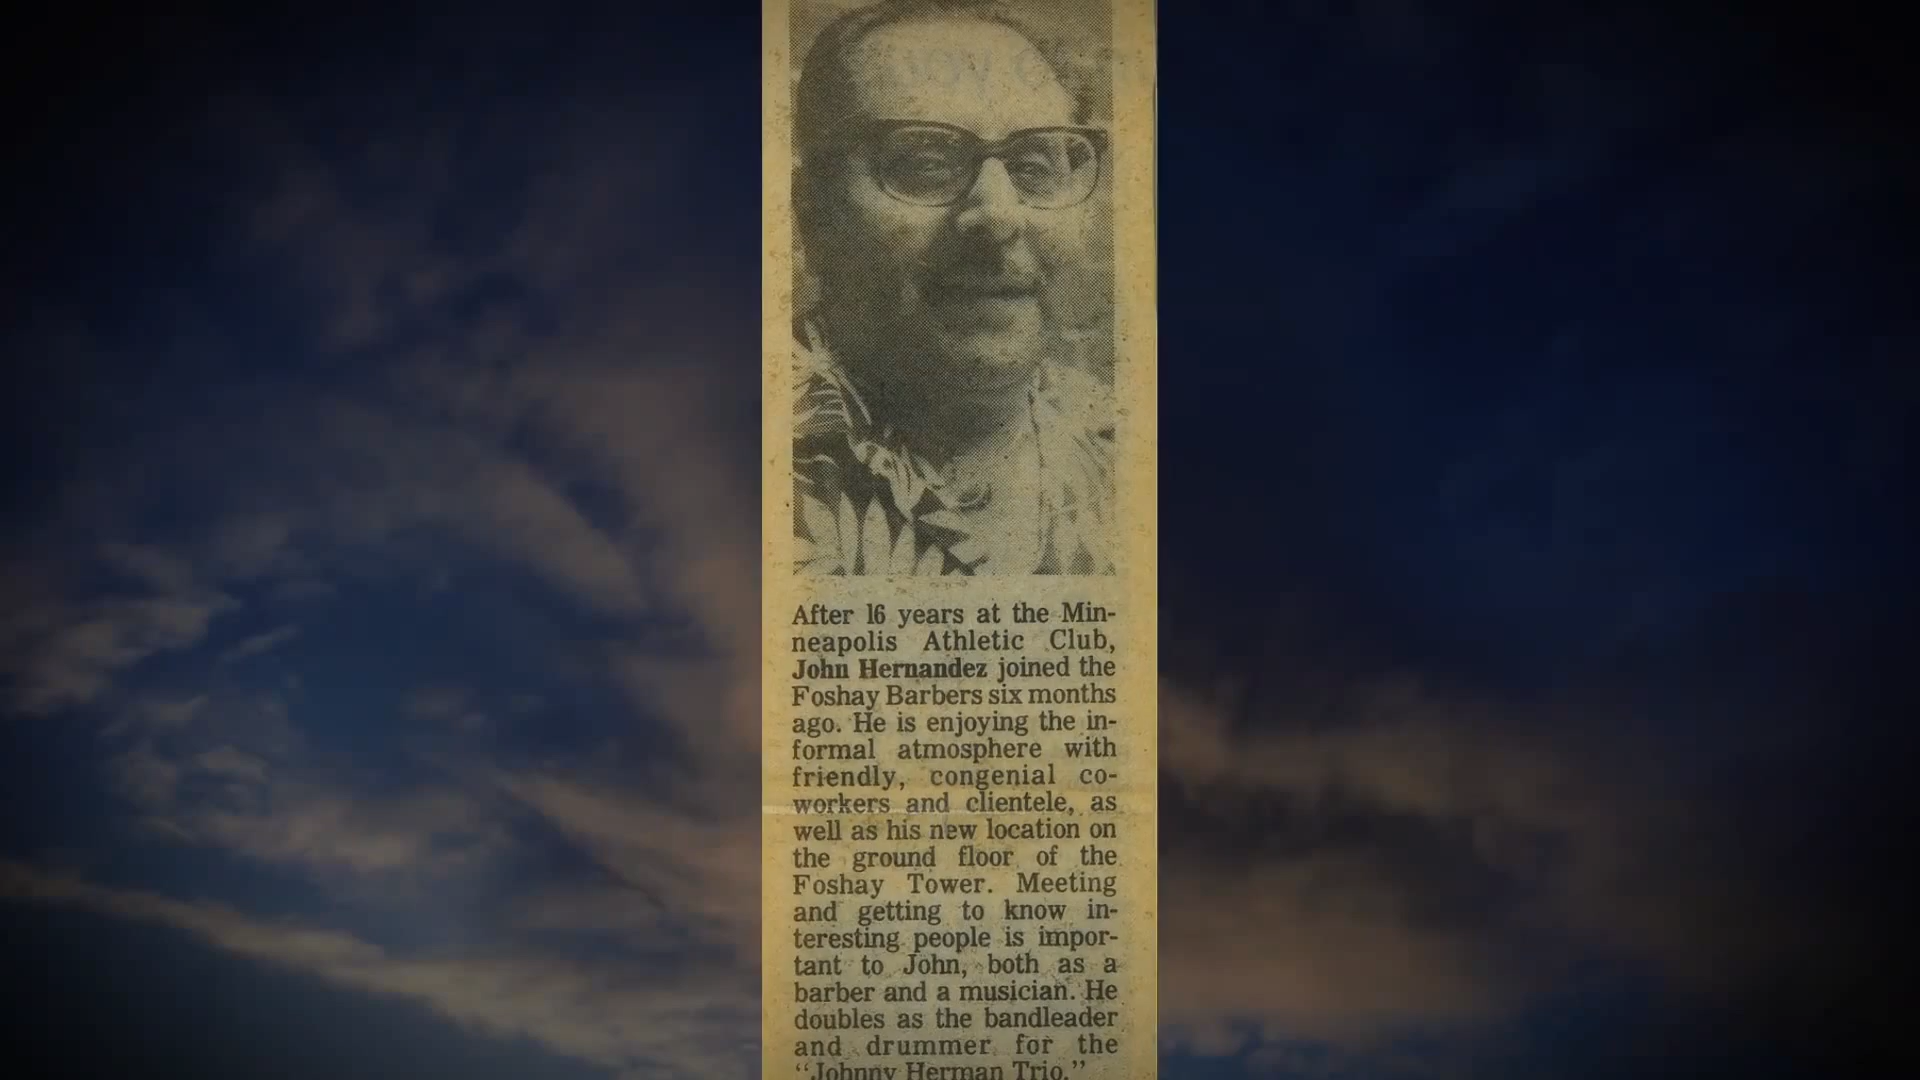 After 16 years at the Min-
neapolis Athletic Club,
John Hernandez joined the
Foshay Barbers six months
ago. He is enjoying the in-
formal atmosphere with
friendly, congenial co-
workers and clientele, as
well as his new location on
the ground floor of the
Foshay Tower. Meeting
and getting to know in-
teresting people is impor-
tant to John, both as a
barber and a musician. He
doubles as the bandleader
and drummer for the
“Johnny Herman Trio.”